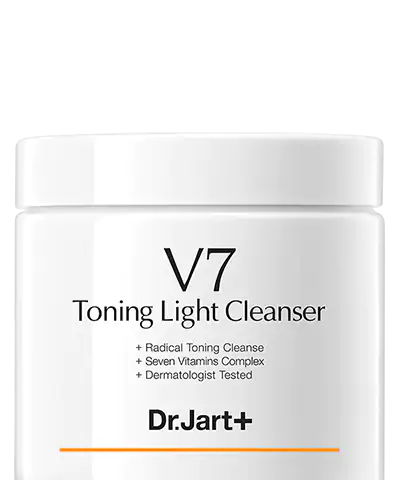 V7
Toning Light Cleanser
+ Radical Toning Cleanse
+ Seven Vitamins Complex
+ Dermatologist Tested
Dr.Jart+